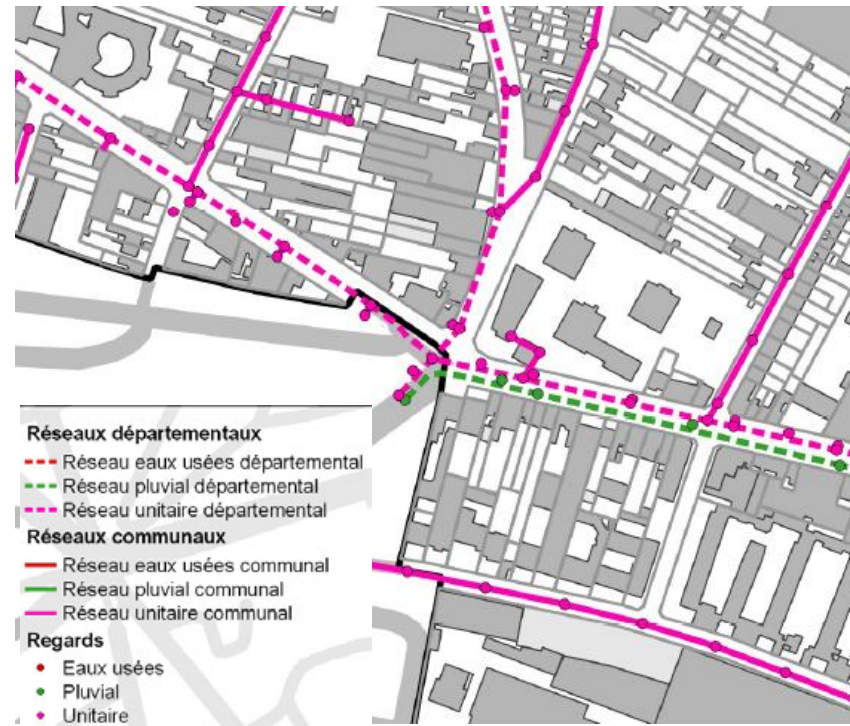 Réseaux départementaux
Réseau eaux usées départemental
Réseau pluvial départemental
Réseau unitaire départemental
Réseaux communaux
Réseau eaux usées communal
Réseau pluvial communal
Réseau unitaire communal
Regards
Eaux usées
Pluvial
Unitaire